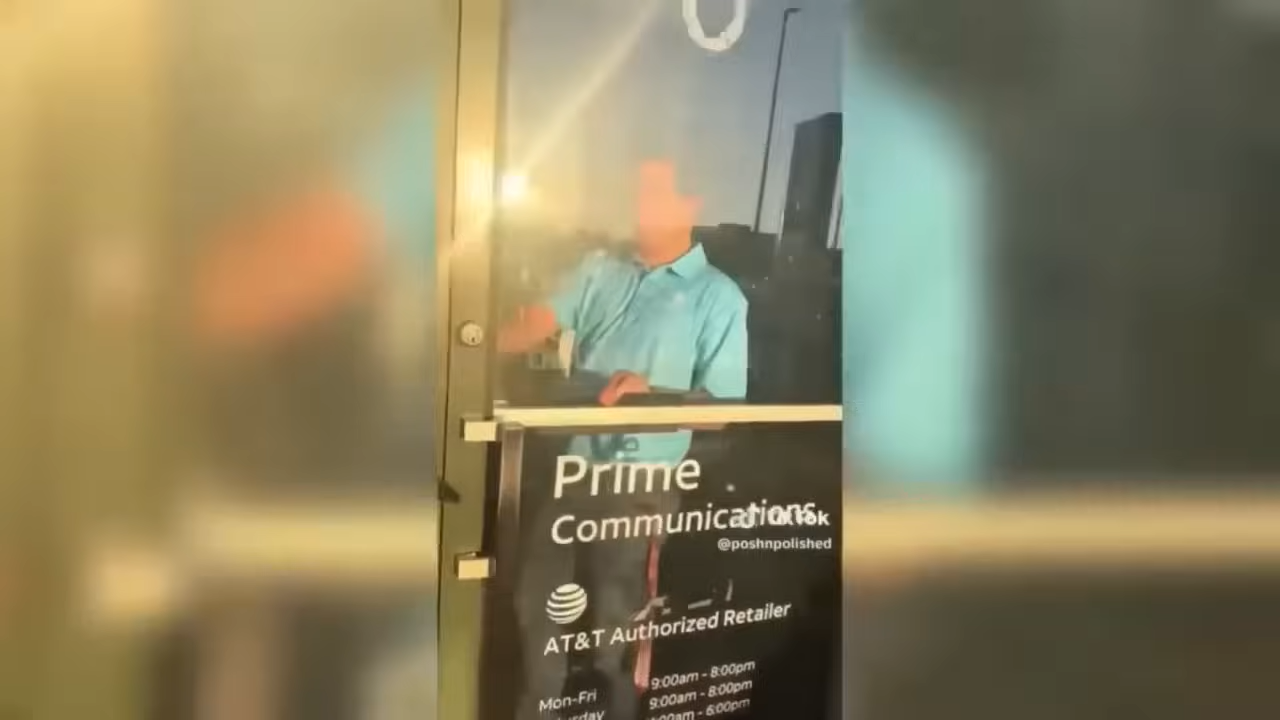 Prime
Communications
TikTok
@poshnpolished
AT&T Authorized Retailer
9:00am - 8:00pm
Mon-Fri
9:00am - 8:00pm